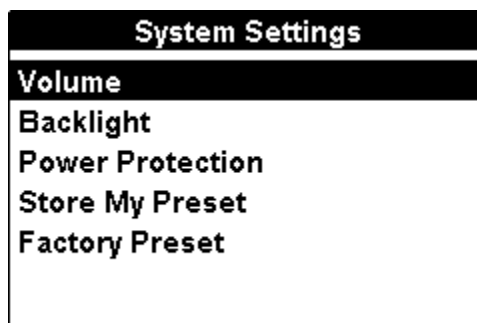 System Settings
Volume
Backlight
Power Protection
Store My Preset
Factory Preset